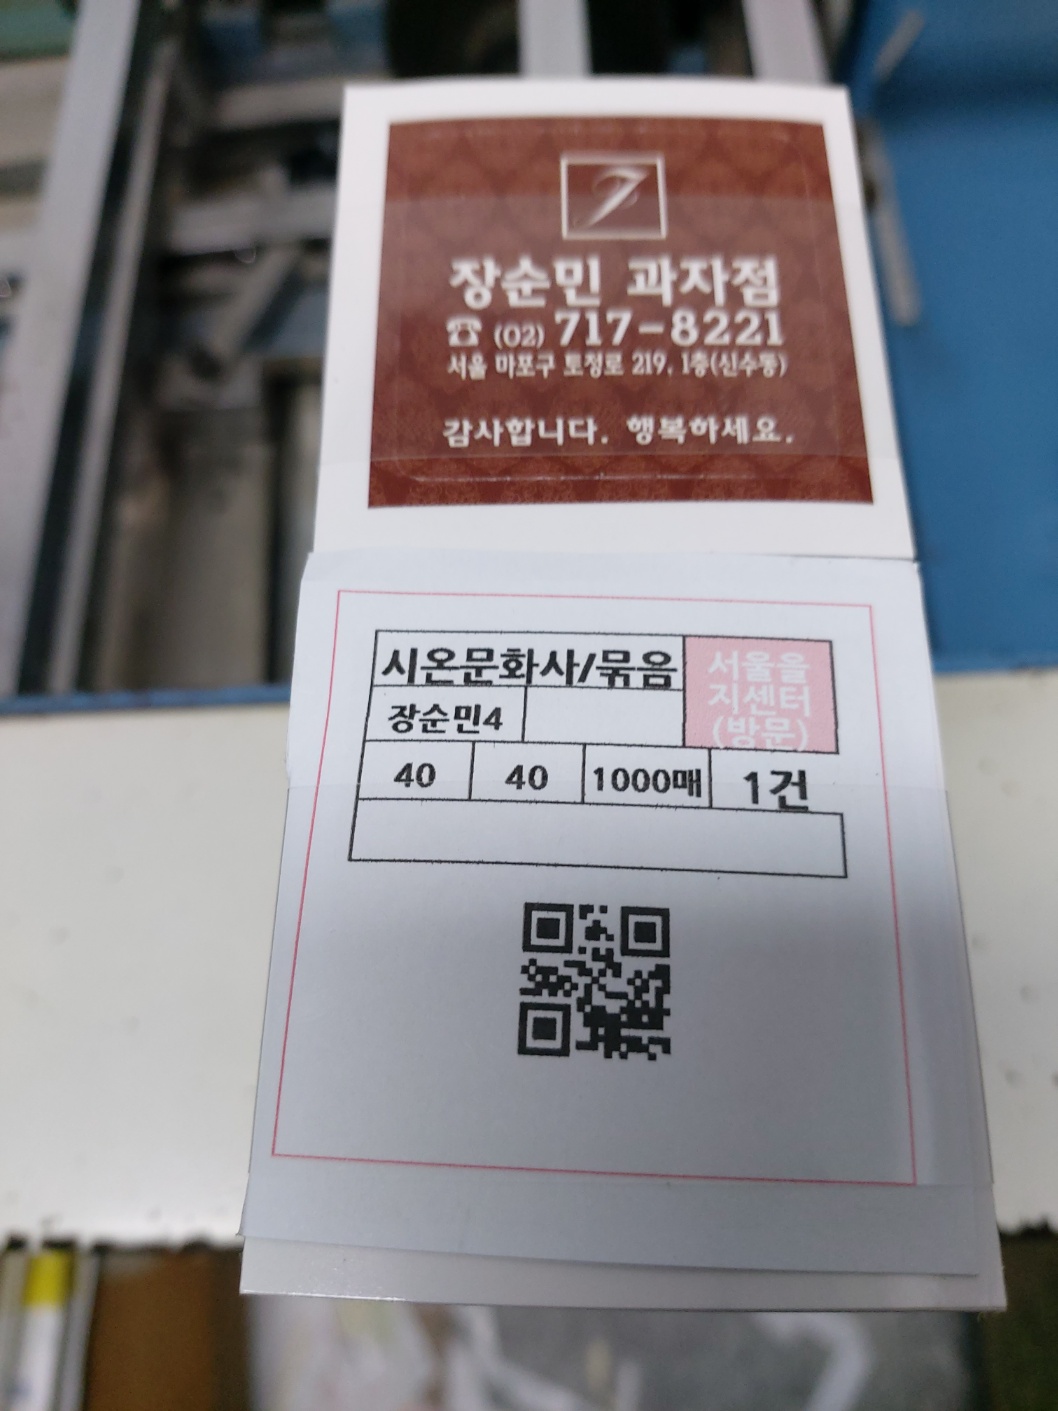 장순민 과자점
☎ (02) 717-8221
서울 마포구 토정로 219, 1층(신수동)
감사합니다. 행복하세요.
시온문화사/묶음
서울을
지센터
(방문)
장순민4
40 40 1000매 1건